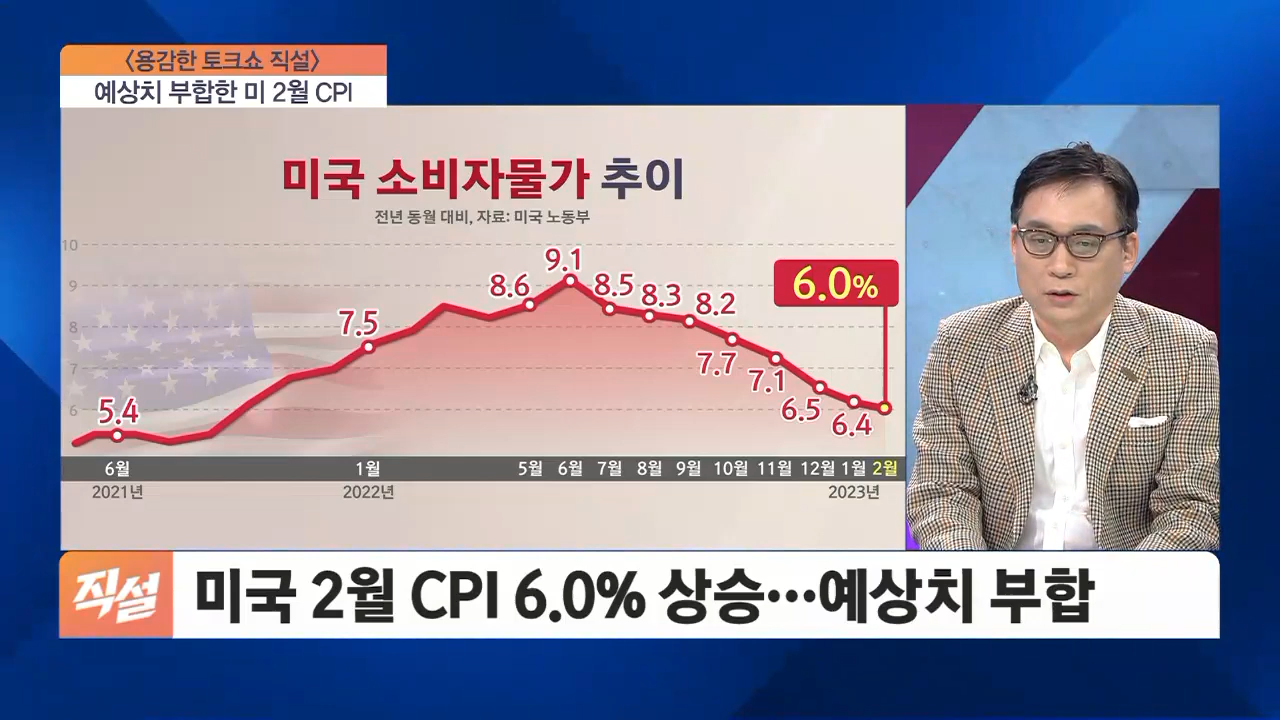 〈용감한 토크쇼 직설〉
예상치 부합한 미 2월 CPI
미국 소비자물가 추이
전년 동월 대비, 자료: 미국 노동부
10
9
8
7
6
5.4
7.5
8.6
9.1
8.5
8.3
8.2
7.7
7.1
6.5
6.4
6.0%
6월 1월 5월 6월 7월 8월 9월 10월 11월 12월 1월 2월
2021년 2022년 2023년
직설
미국 2월 CPI 6.0% 상승…예상치 부합